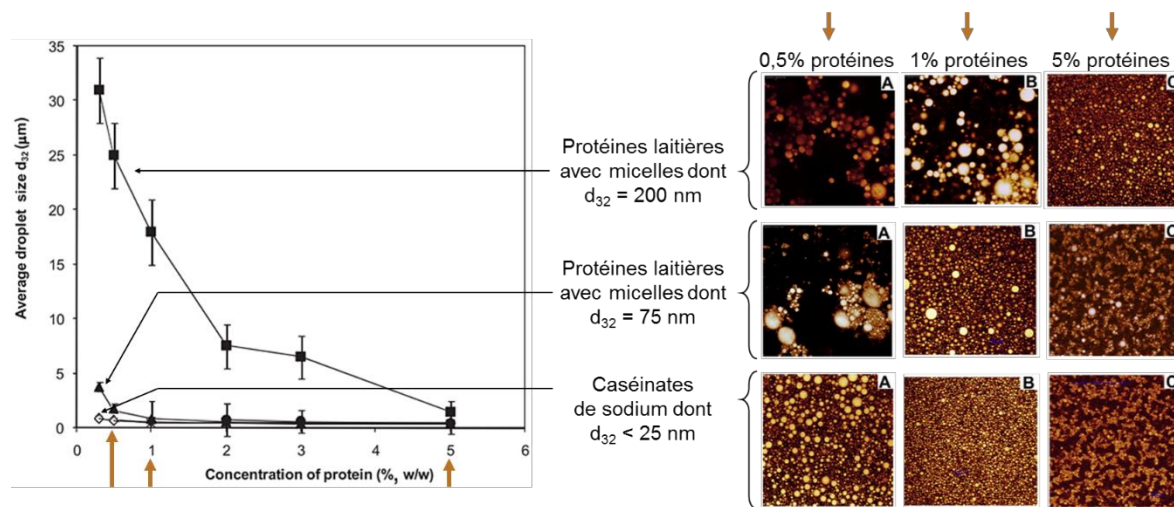 35
30
25
20
15
10
5
0
Average droplet size d₃₂ (µm)
0 1 2 3 4 5 6
Concentration of protein (%, w/w)
Protéines laitières
avec micelles dont
d₃₂ = 200 nm
Protéines laitières
avec micelles dont
d₃₂ = 75 nm
Caséinates
de sodium dont
d₃₂ < 25 nm
0,5% protéines 1% protéines 5% protéines
A B C
A B C
A B C